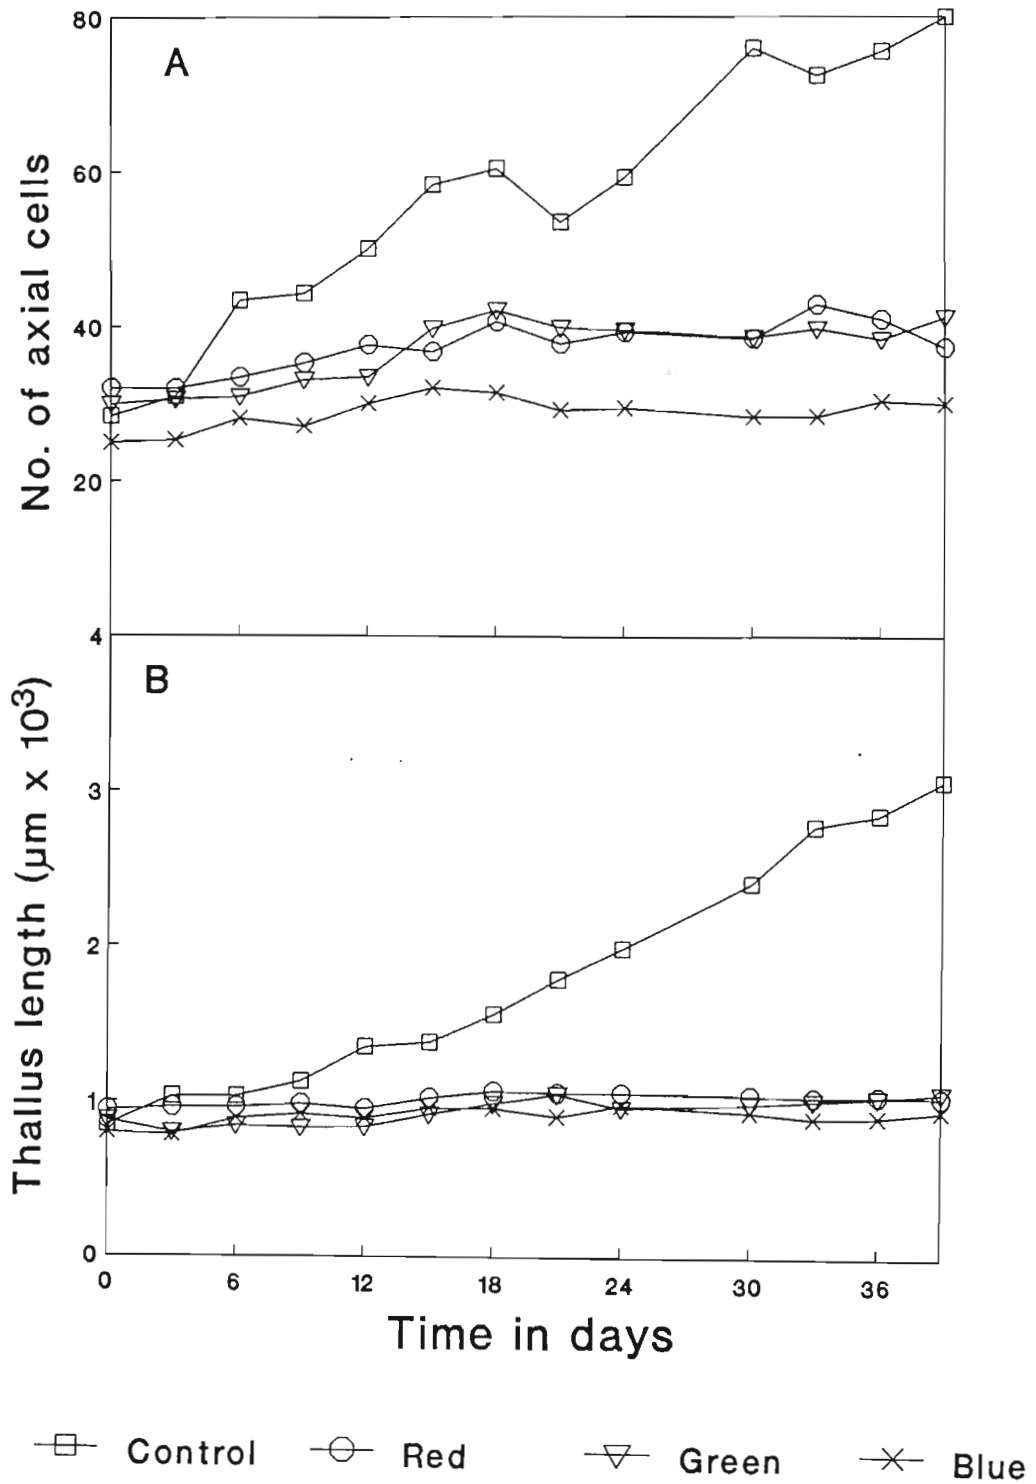 A
80
60
40
20
No. of axial cells
B
4
3
2
1
0
Thallus length (µm x 10³)
0 6 12 18 24 30 36
Time in days
Control Red Green Blue